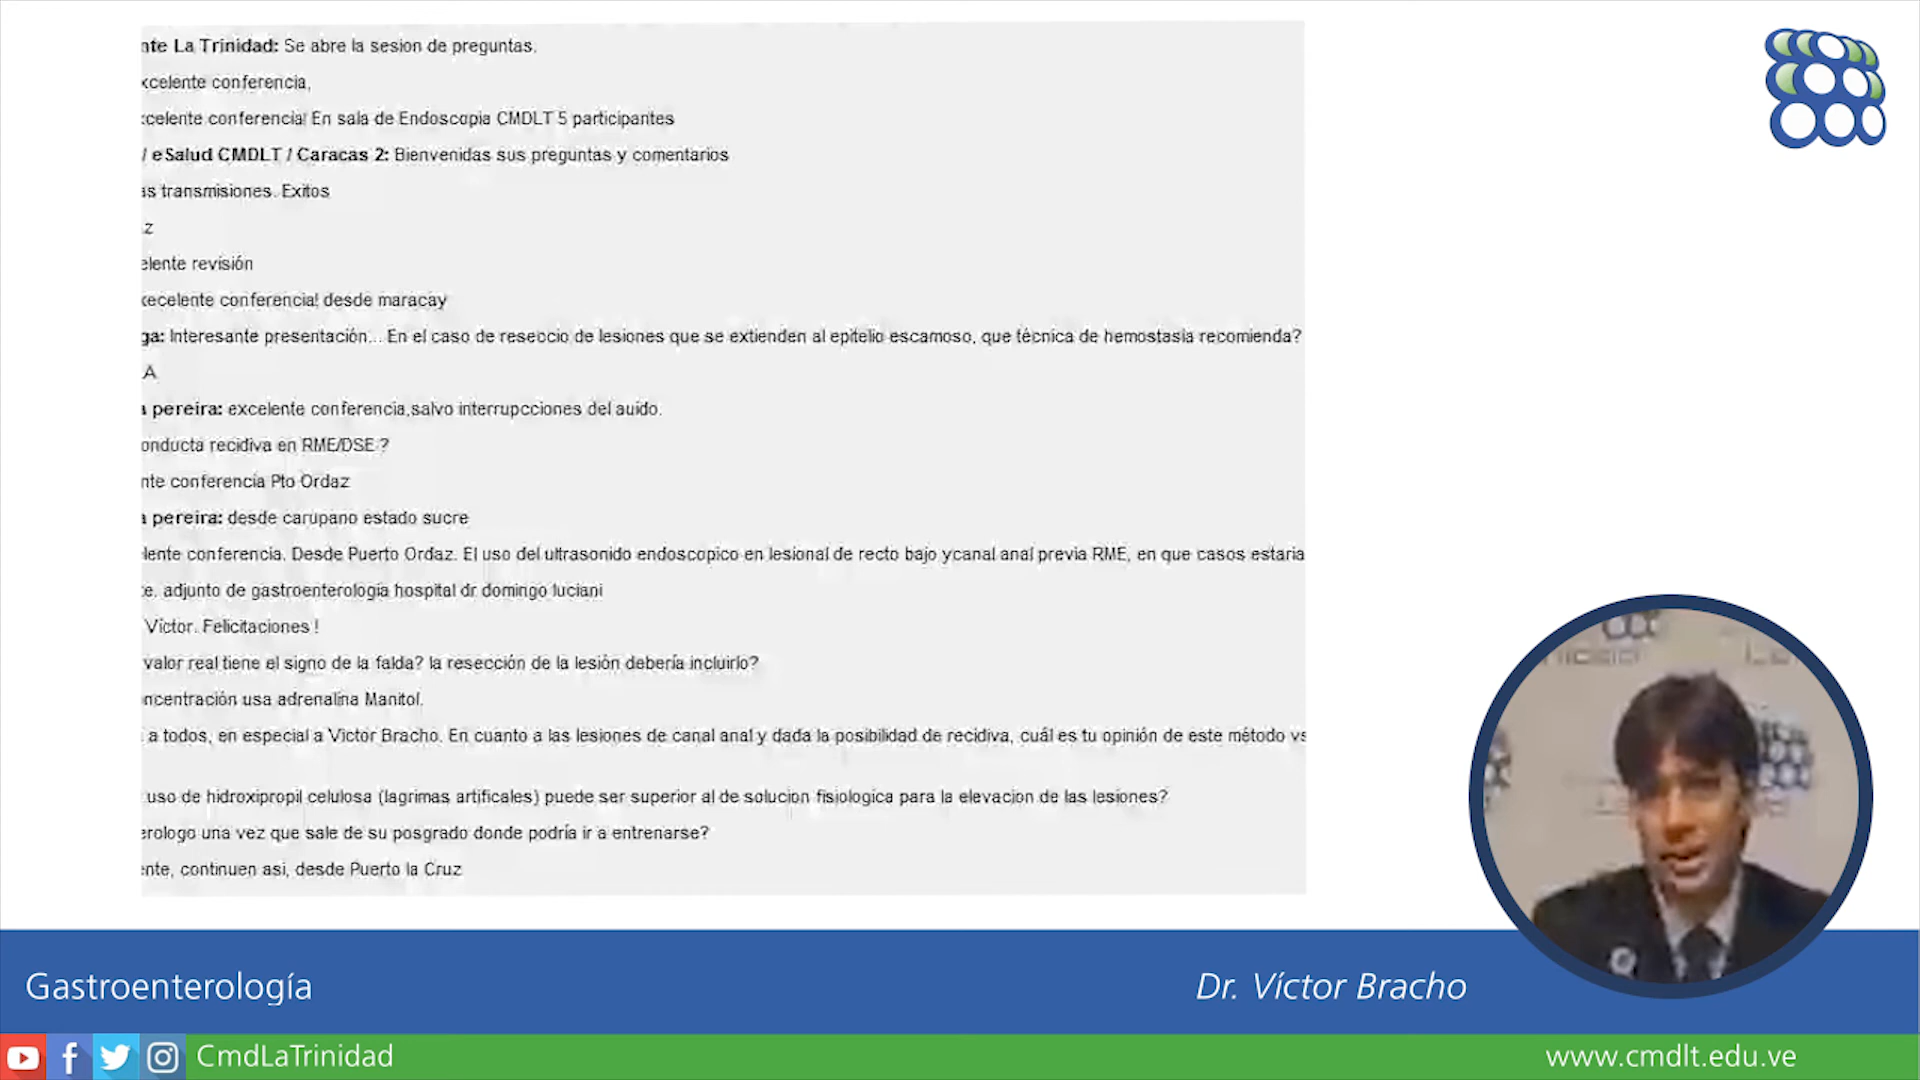 nte La Trinidad: Se abre la sesion de preguntas.
xcelente conferencia,
celente conferencia! En sala de Endoscopia CMDLT 5 participantes
/ eSalud CMDLT / Caracas 2: Bienvenidas sus preguntas y comentarios
as transmisiones. Exitos
z
elente revisión
xecelente conferencia! desde maracay
ga: Interesante presentación... En el caso de reseccio de lesiones que se extienden al epitelio escamoso, que técnica de hemostasia recomienda?
A
a pereira: excelente conferencia,salvo interrupcciones del auido.
onducta recidiva en RME/DSE ?
nte conferencia Pto Ordaz
a pereira: desde carupano estado sucre
lente conferencia. Desde Puerto Ordaz. El uso del ultrasonido endoscopico en lesional de recto bajo ycanal anal previa RME, en que casos estaria
e. adjunto de gastroenterologia hospital dr domingo luciani
Víctor. Felicitaciones !
valor real tiene el signo de la falda? la resección de la lesión debería incluirlo?
ncentración usa adrenalina Manitol.
a todos, en especial a Victor Bracho. En cuanto a las lesiones de canal anal y dada la posibilidad de recidiva, cuál es tu opinión de este método vs
uso de hidroxipropil celulosa (lagrimas artificales) puede ser superior al de solucion fisiologica para la elevacion de las lesiones?
erologo una vez que sale de su posgrado donde podría ir a entrenarse?
ente, continuen asi, desde Puerto la Cruz
Gastroenterología
Dr. Víctor Bracho
CmdLaTrinidad
www.cmdlt.edu.ve